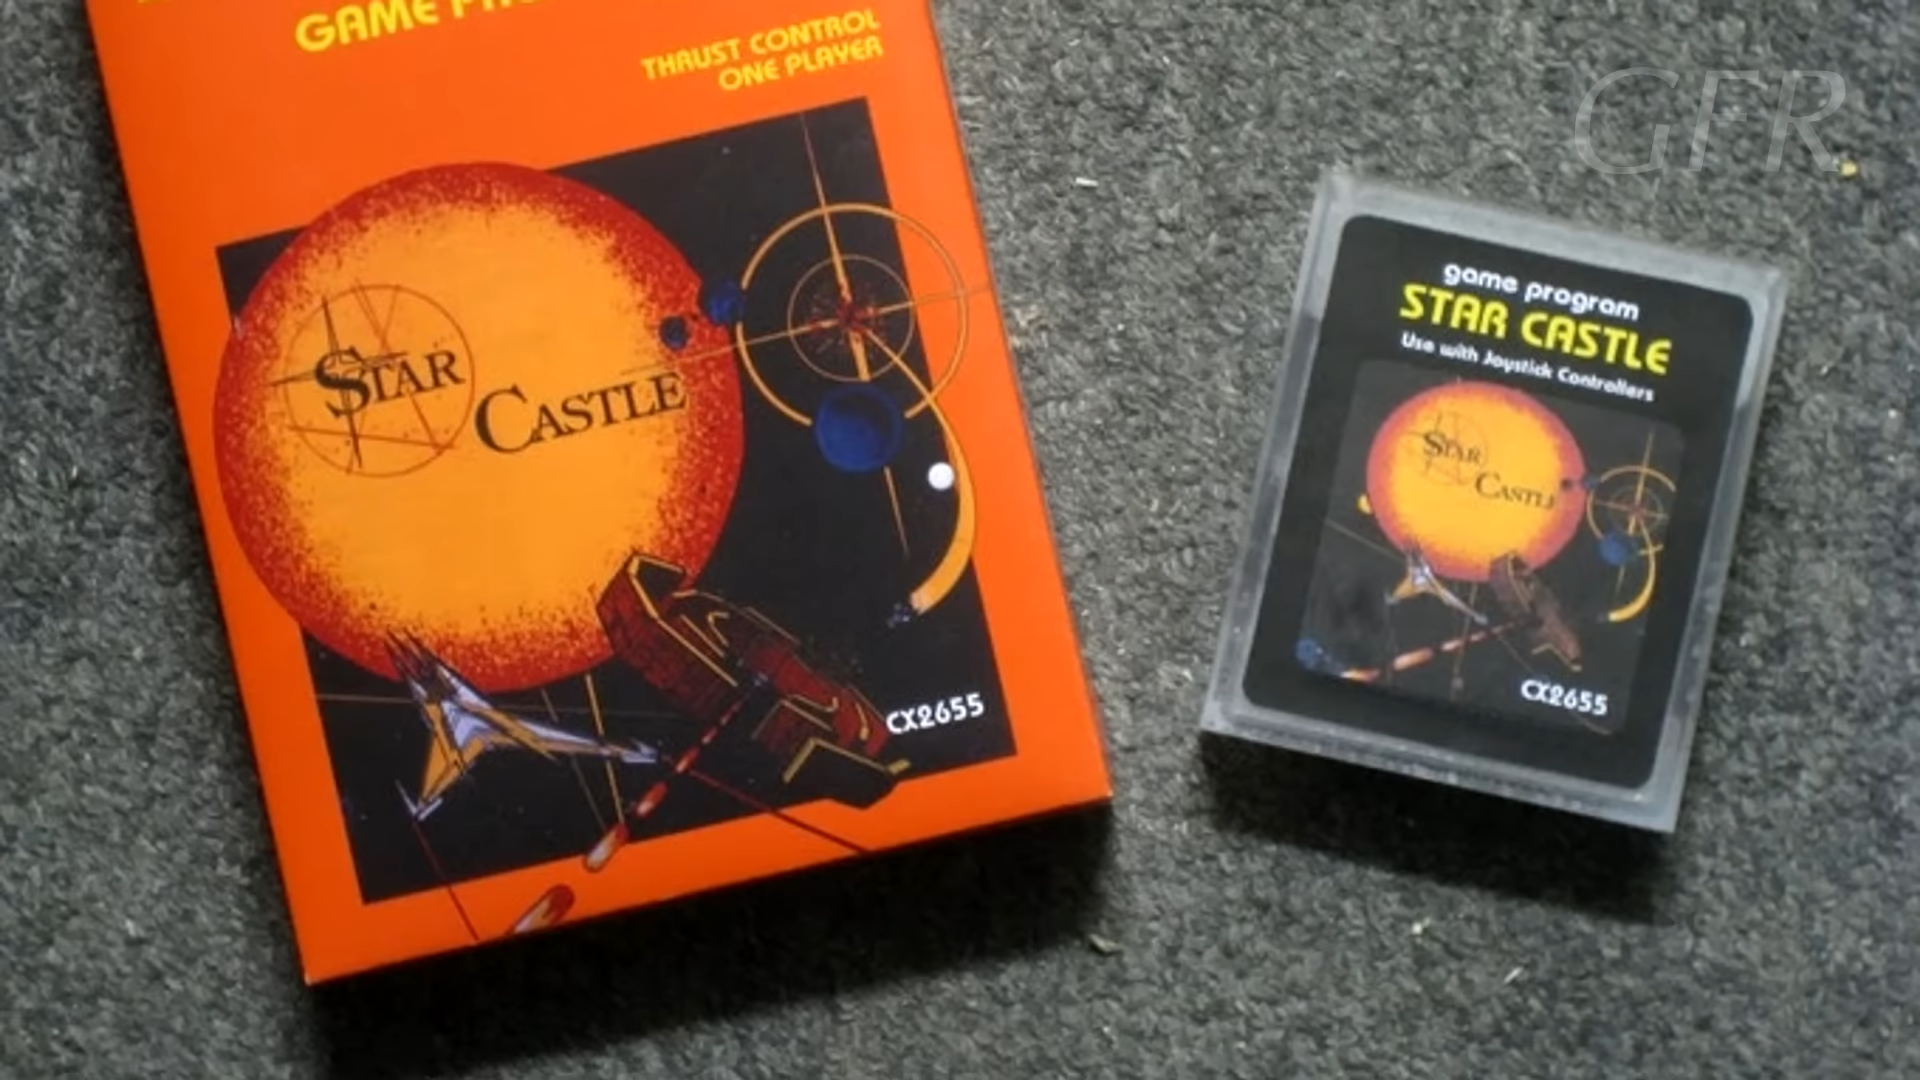 GAME
THRUST CONTROL
ONE PLAYER
STAR
CASTLE
CX2655
GFR
game program
STAR CASTLE
Use with Joystick Controllers
STAR
CASTLE
CX2655